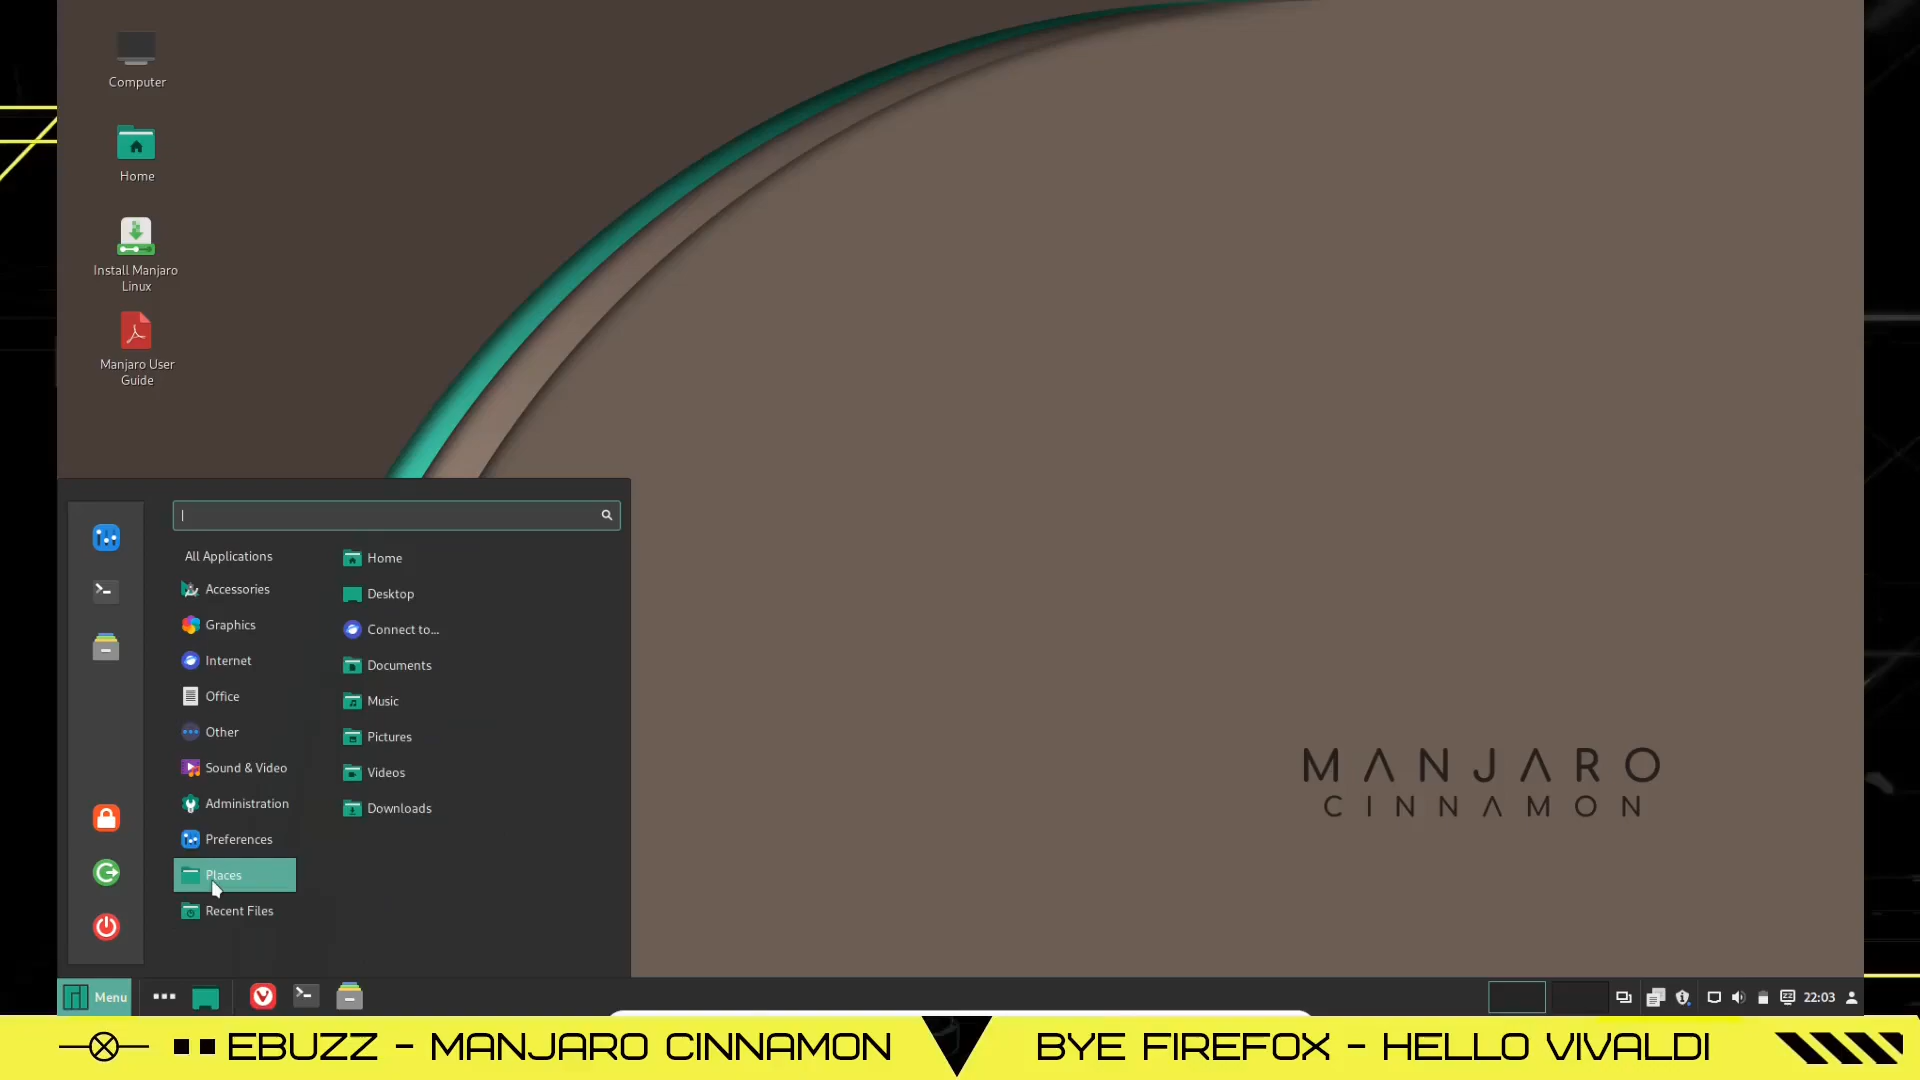 Computer
Home
Install Manjaro
Linux
Manjaro User
Guide
All Applications
Accessories
Graphics
Internet
Office
Other
Sound & Video
Administration
Preferences
Places
Recent Files
Home
Desktop
Connect to...
Documents
Music
Pictures
Videos
Downloads
MANJARO
CINNAMON
Menu
22:03
EBUZZ - MANJARO CINNAMON
BYE FIREFOX - HELLO VIVALDI